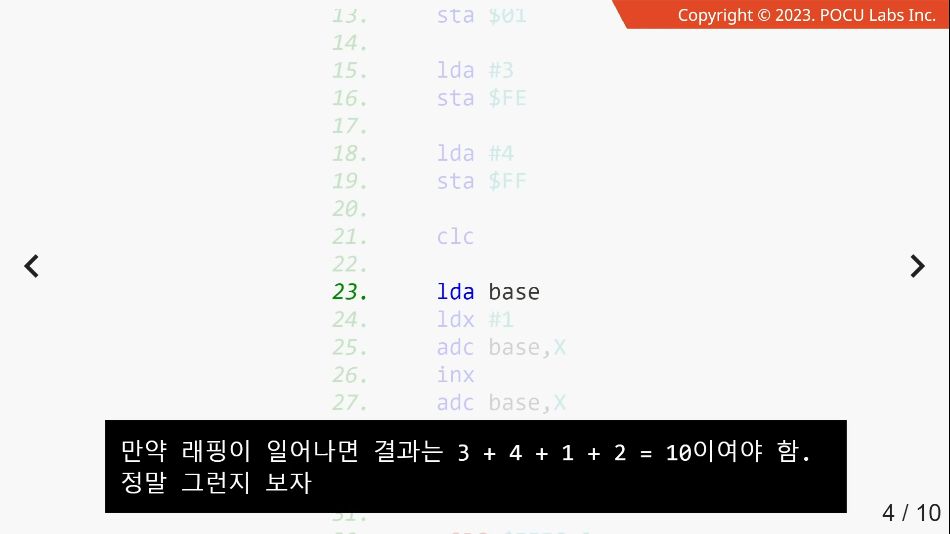 Copyright © 2023. POCU Labs Inc.
13. sta $01
14.
15. lda #3
16. sta $FE
17.
18. lda #4
19. sta $FF
20.
21. clc
22.
23. lda base
24. ldx #1
25. adc base,X
26. inx
27. adc base,X
만약 래핑이 일어나면 결과는 3 + 4 + 1 + 2 = 10이여야 함.
정말 그런지 보자
31.
4 / 10